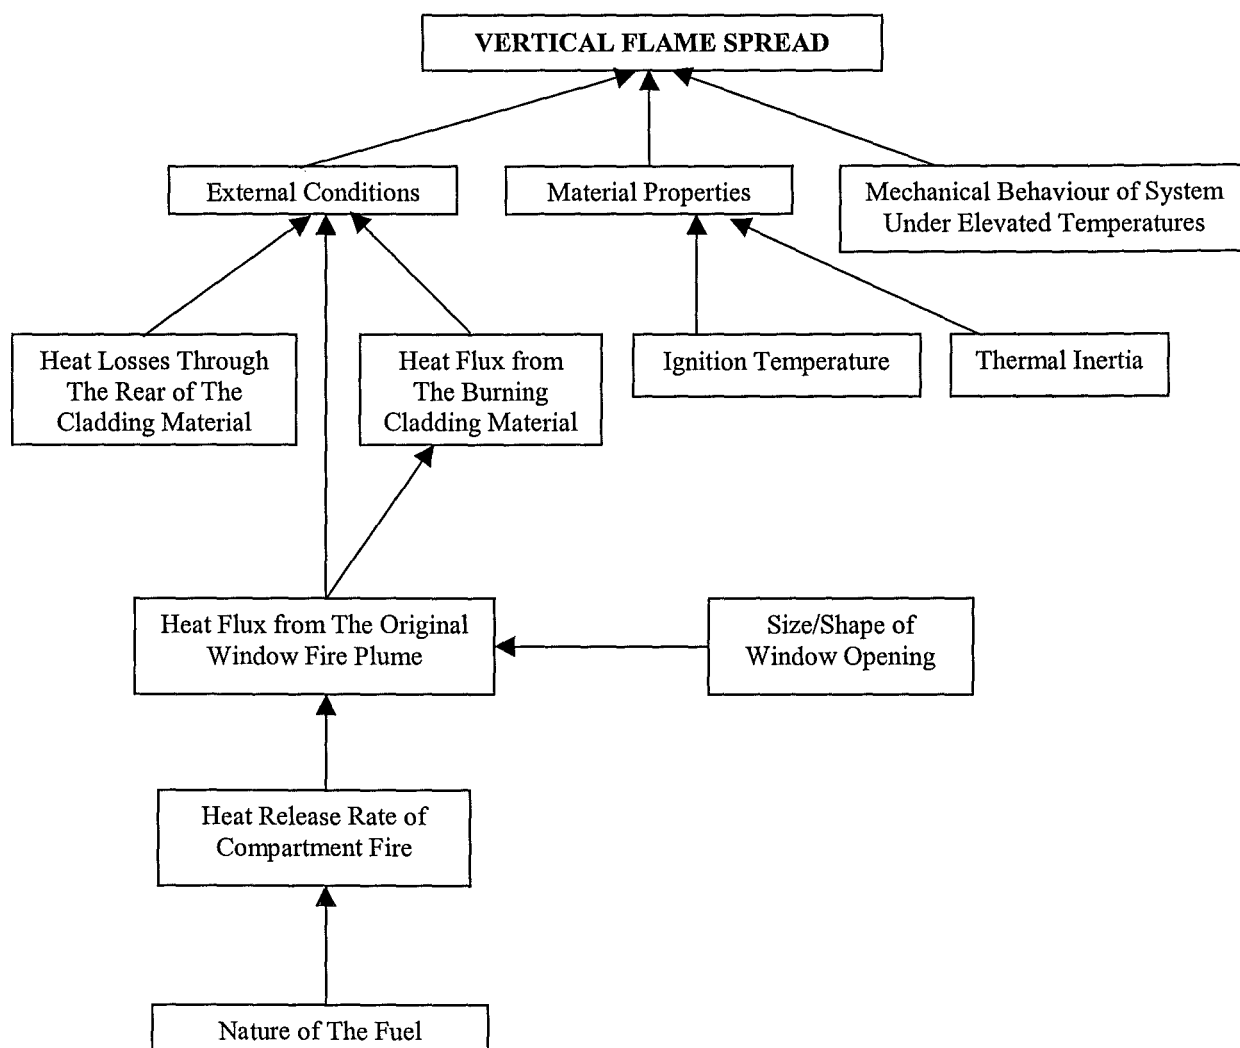 VERTICAL FLAME SPREAD
External Conditions
Material Properties
Mechanical Behaviour of System
Under Elevated Temperatures
Heat Losses Through
The Rear of The
Cladding Material
Heat Flux from
The Burning
Cladding Material
Ignition Temperature
Thermal Inertia
Heat Flux from The Original
Window Fire Plume
Size/Shape of
Window Opening
Heat Release Rate of
Compartment Fire
Nature of The Fuel